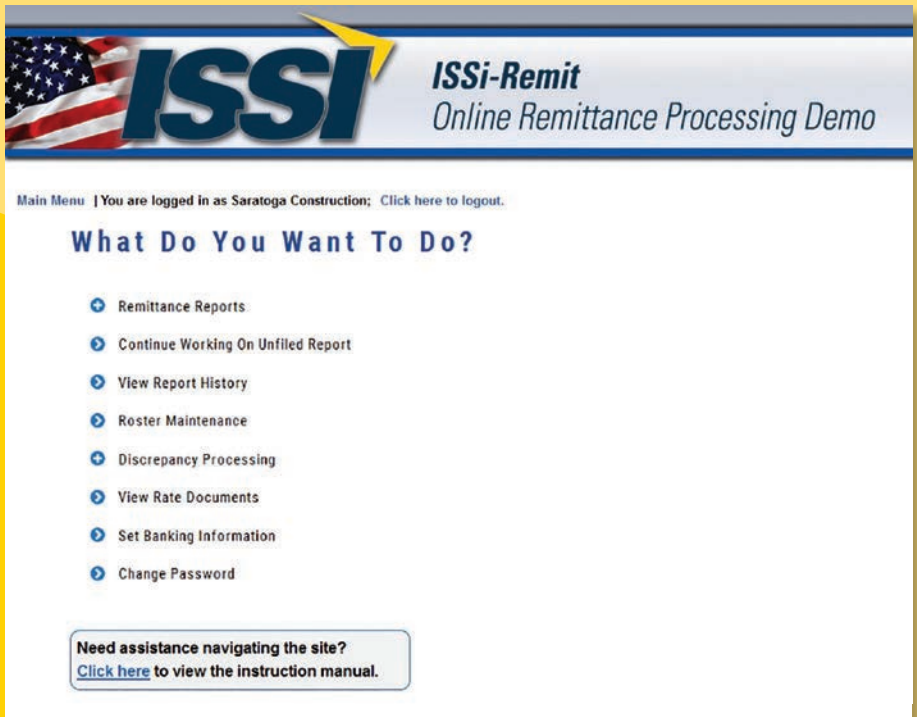 ISSI
ISSi-Remit
Online Remittance Processing Demo
Main Menu | You are logged in as Saratoga Construction; Click here to logout.
What Do You Want To Do?
Remittance Reports
Continue Working On Unfiled Report
View Report History
Roster Maintenance
Discrepancy Processing
View Rate Documents
Set Banking Information
Change Password
Need assistance navigating the site?
Click here to view the instruction manual.